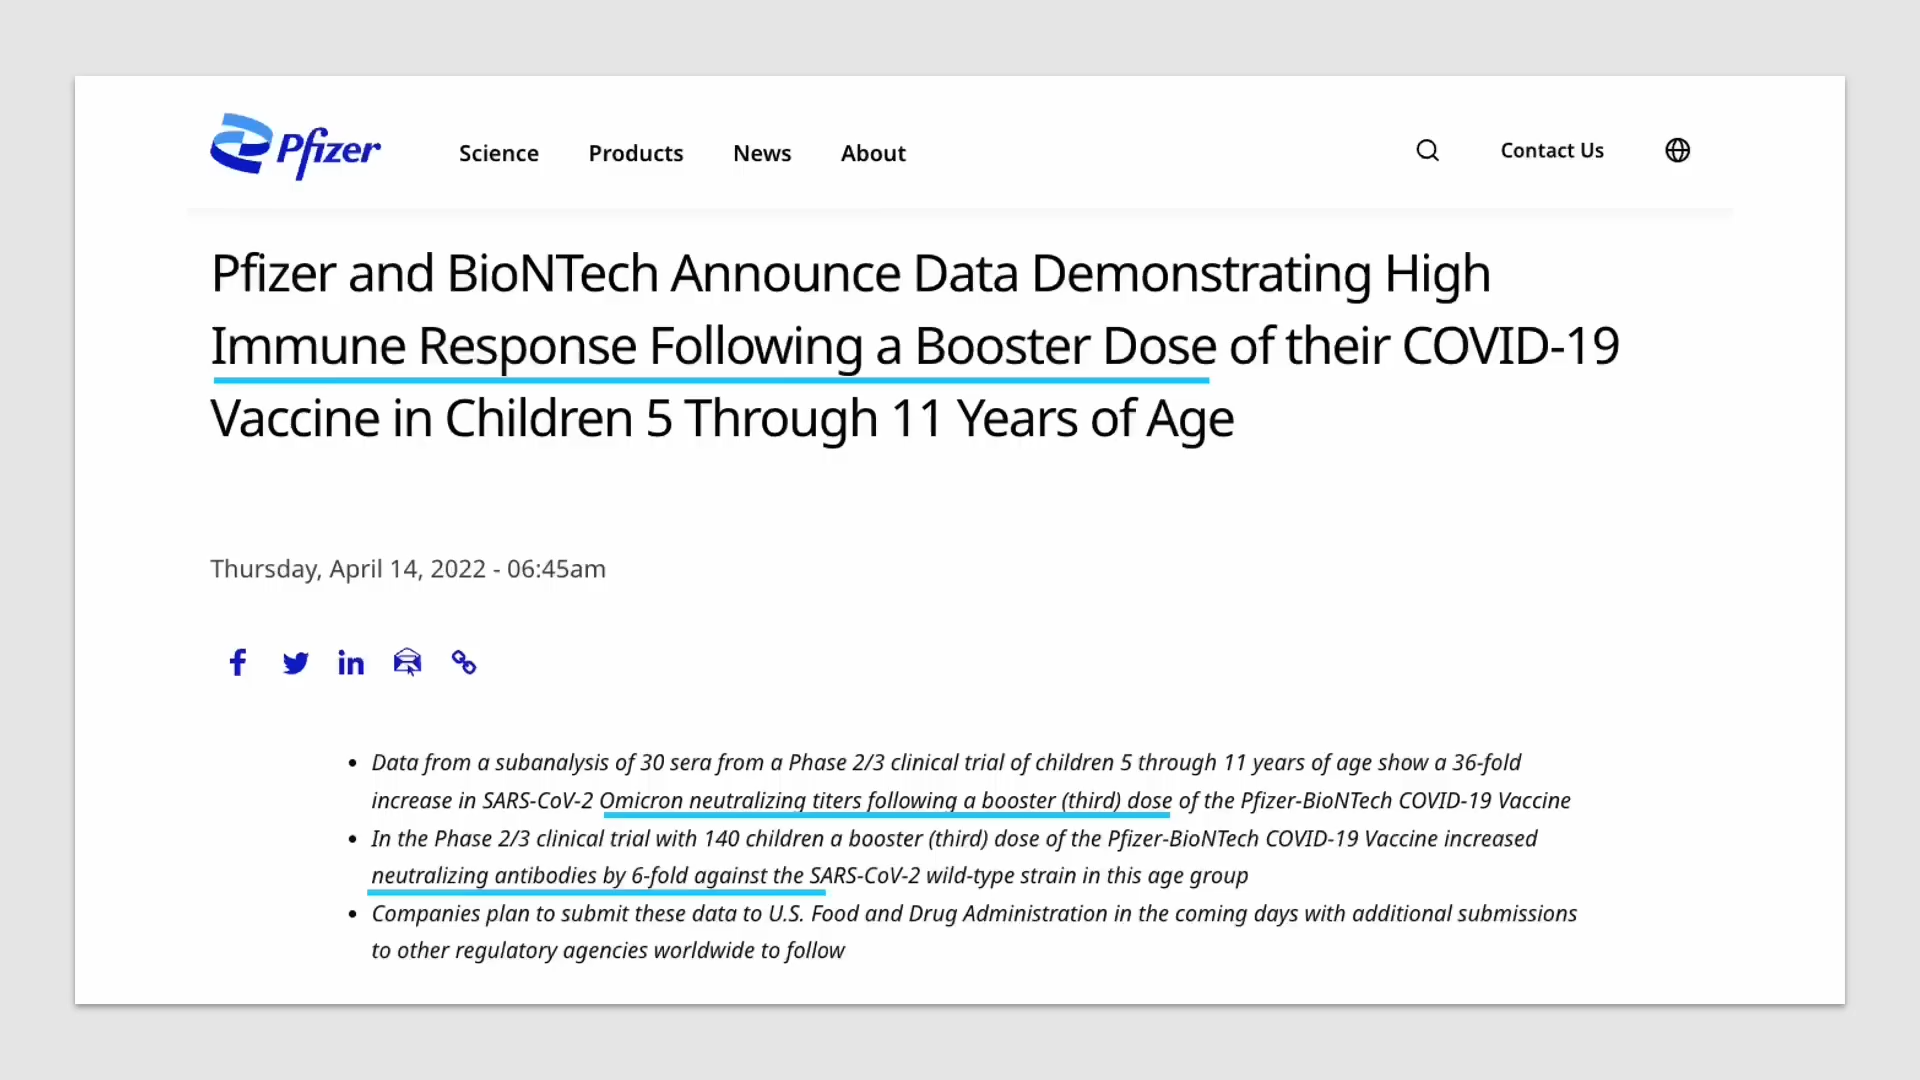 Pfizer
Science Products News About Contact Us
Pfizer and BioNTech Announce Data Demonstrating High
Immune Response Following a Booster Dose of their COVID-19
Vaccine in Children 5 Through 11 Years of Age
Thursday, April 14, 2022 - 06:45am
• Data from a subanalysis of 30 sera from a Phase 2/3 clinical trial of children 5 through 11 years of age show a 36-fold
increase in SARS-CoV-2 Omicron neutralizing titers following a booster (third) dose of the Pfizer-BioNTech COVID-19 Vaccine
• In the Phase 2/3 clinical trial with 140 children a booster (third) dose of the Pfizer-BioNTech COVID-19 Vaccine increased
neutralizing antibodies by 6-fold against the SARS-CoV-2 wild-type strain in this age group
• Companies plan to submit these data to U.S. Food and Drug Administration in the coming days with additional submissions
to other regulatory agencies worldwide to follow